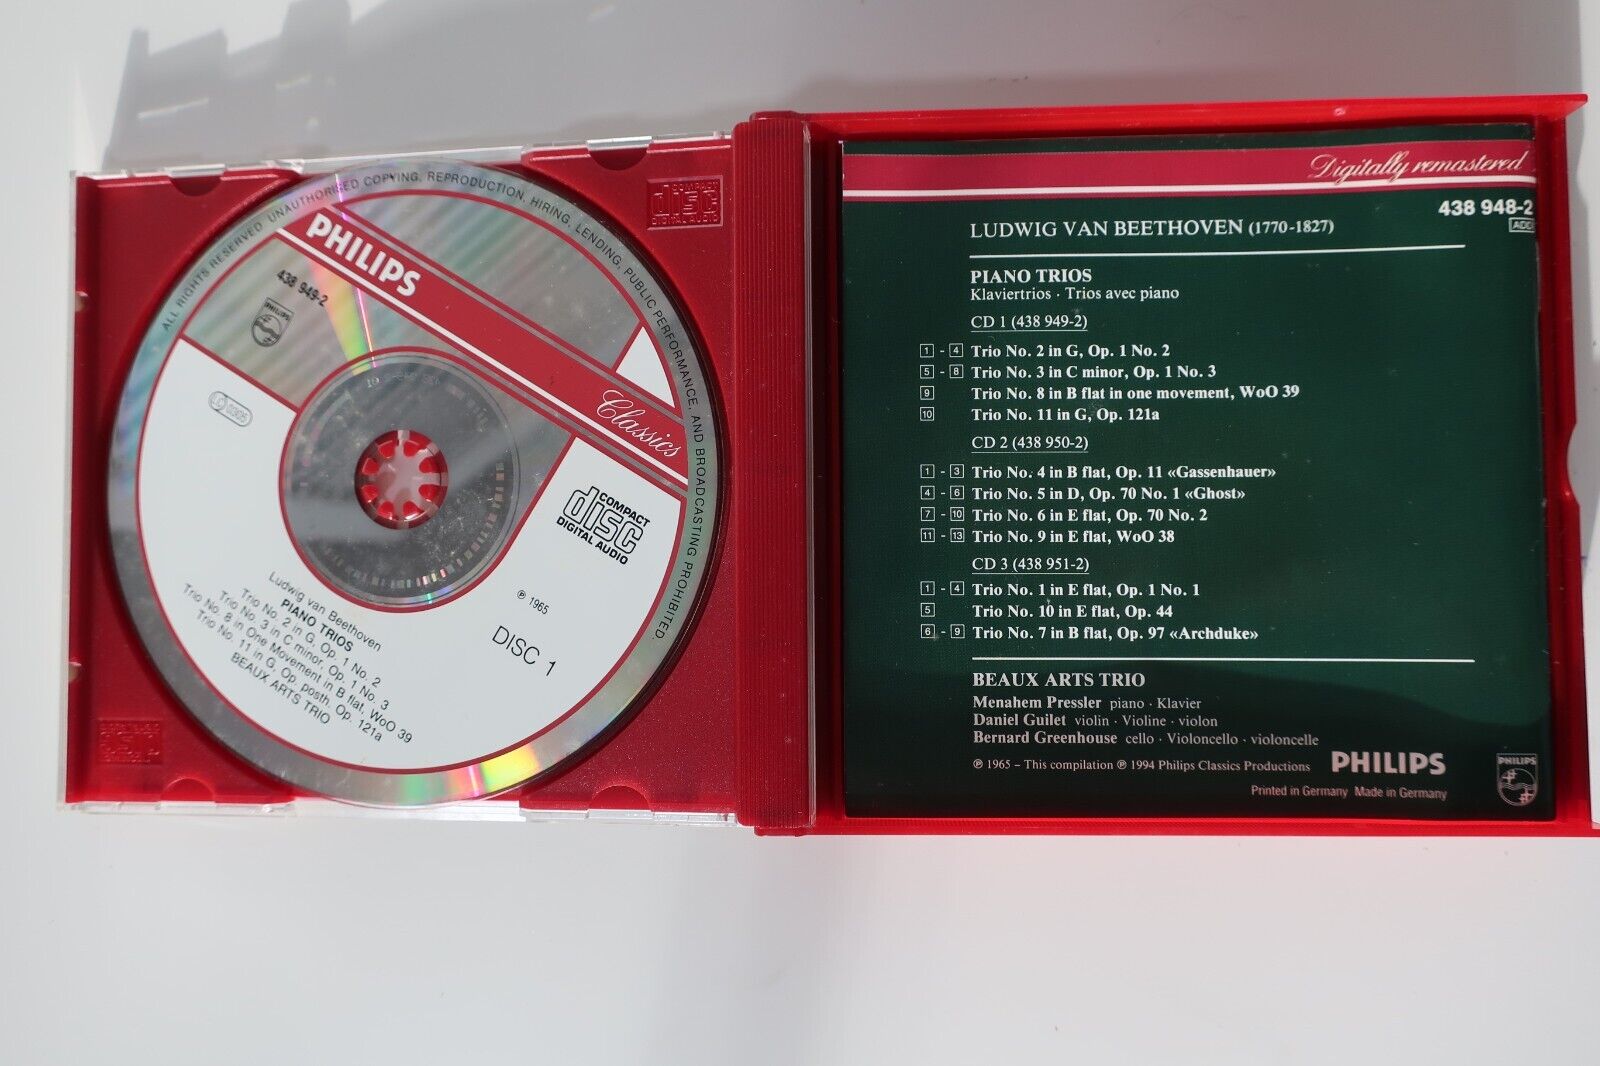 ALL RIGHTS RESERVED. UNAUTHORISED COPYING, REPRODUCTION, HIRING, LENDING, PUBLIC PERFORMANCE, AND BROADCASTING PROHIBITED.
PHILIPS
Classics
438 949-2
PHILIPS
LC 0305
COMPACT
disc
DIGITAL AUDIO
℗ 1965
DISC 1
Ludwig van Beethoven
PIANO TRIOS
Trio No. 2 in G, Op. 1 No. 2
Trio No. 3 in C minor, Op. 1 No. 3
Trio No. 8 in One Movement in B flat, WoO 39
Trio No. 11 in G, Op. posth. Op. 121a
BEAUX ARTS TRIO
COMPACT
disc
DIGITAL AUDIO
Digitally remastered
438 948-2
ADD
LUDWIG VAN BEETHOVEN (1770-1827)
PIANO TRIOS
Klaviertrios · Trios avec piano
CD 1 (438 949-2)
1 - 4 Trio No. 2 in G, Op. 1 No. 2
5 - 8 Trio No. 3 in C minor, Op. 1 No. 3
9 Trio No. 8 in B flat in one movement, WoO 39
10 Trio No. 11 in G, Op. 121a
CD 2 (438 950-2)
1 - 3 Trio No. 4 in B flat, Op. 11 «Gassenhauer»
4 - 6 Trio No. 5 in D, Op. 70 No. 1 «Ghost»
7 - 10 Trio No. 6 in E flat, Op. 70 No. 2
11 - 13 Trio No. 9 in E flat, WoO 38
CD 3 (438 951-2)
1 - 4 Trio No. 1 in E flat, Op. 1 No. 1
5 Trio No. 10 in E flat, Op. 44
6 - 9 Trio No. 7 in B flat, Op. 97 «Archduke»
BEAUX ARTS TRIO
Menahem Pressler piano · Klavier
Daniel Guilet violin · Violine · violon
Bernard Greenhouse cello · Violoncello · violoncelle
℗ 1965 – This compilation ℗ 1994 Philips Classics Productions
PHILIPS
PHILIPS
Printed in Germany Made in Germany